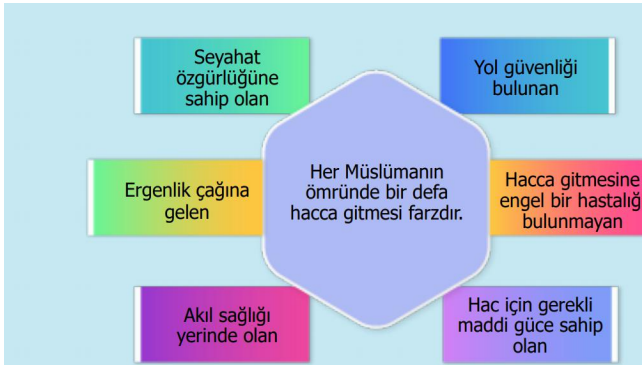 Seyahat
özgürlüğüne
sahip olan
Yol güvenliği
bulunan
Ergenlik çağına
gelen
Her Müslümanın
ömründe bir defa
hacca gitmesi farzdır.
Hacca gitmesine
engel bir hastalığ
bulunmayan
Akıl sağlığı
yerinde olan
Hac için gerekli
maddi güce sahip
olan